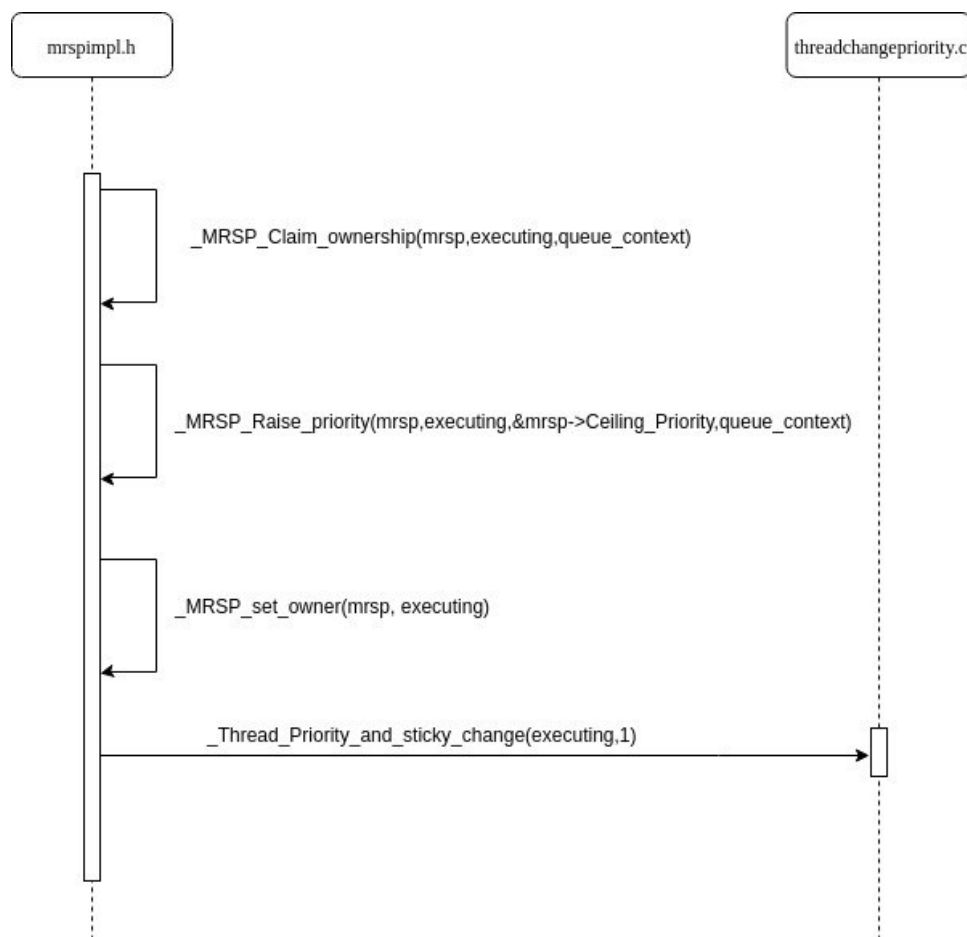 mrspimpl.h
threadchangepriority.c
_MRSP_Claim_ownership(mrsp,executing,queue_context)
_MRSP_Raise_priority(mrsp,executing,&mrsp->Ceiling_Priority,queue_context)
_MRSP_set_owner(mrsp, executing)
_Thread_Priority_and_sticky_change(executing,1)